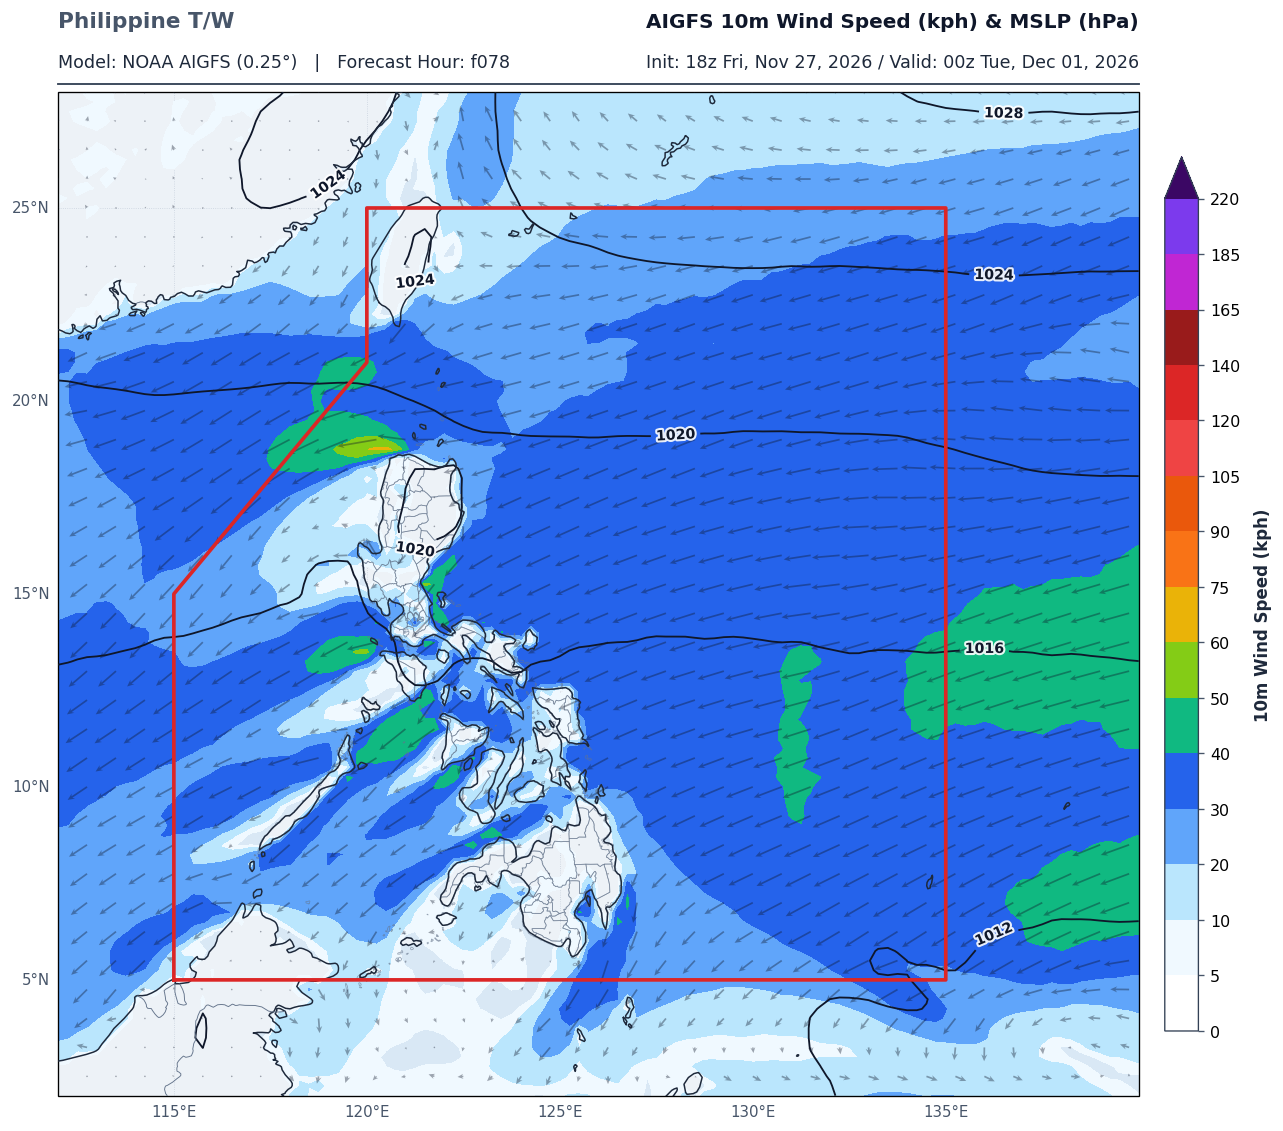 Philippine T/W
AIGFS 10m Wind Speed (kph) & MSLP (hPa)
Model: NOAA AIGFS (0.25°)   |   Forecast Hour: f078
Init: 18z Fri, Nov 27, 2026 / Valid: 00z Tue, Dec 01, 2026
1028
1024
1024
1024
1020
1020
1016
1012
25°N
20°N
15°N
10°N
5°N
115°E
120°E
125°E
130°E
135°E
220
185
165
140
120
105
90
75
60
50
40
30
20
10
5
0
10m Wind Speed (kph)